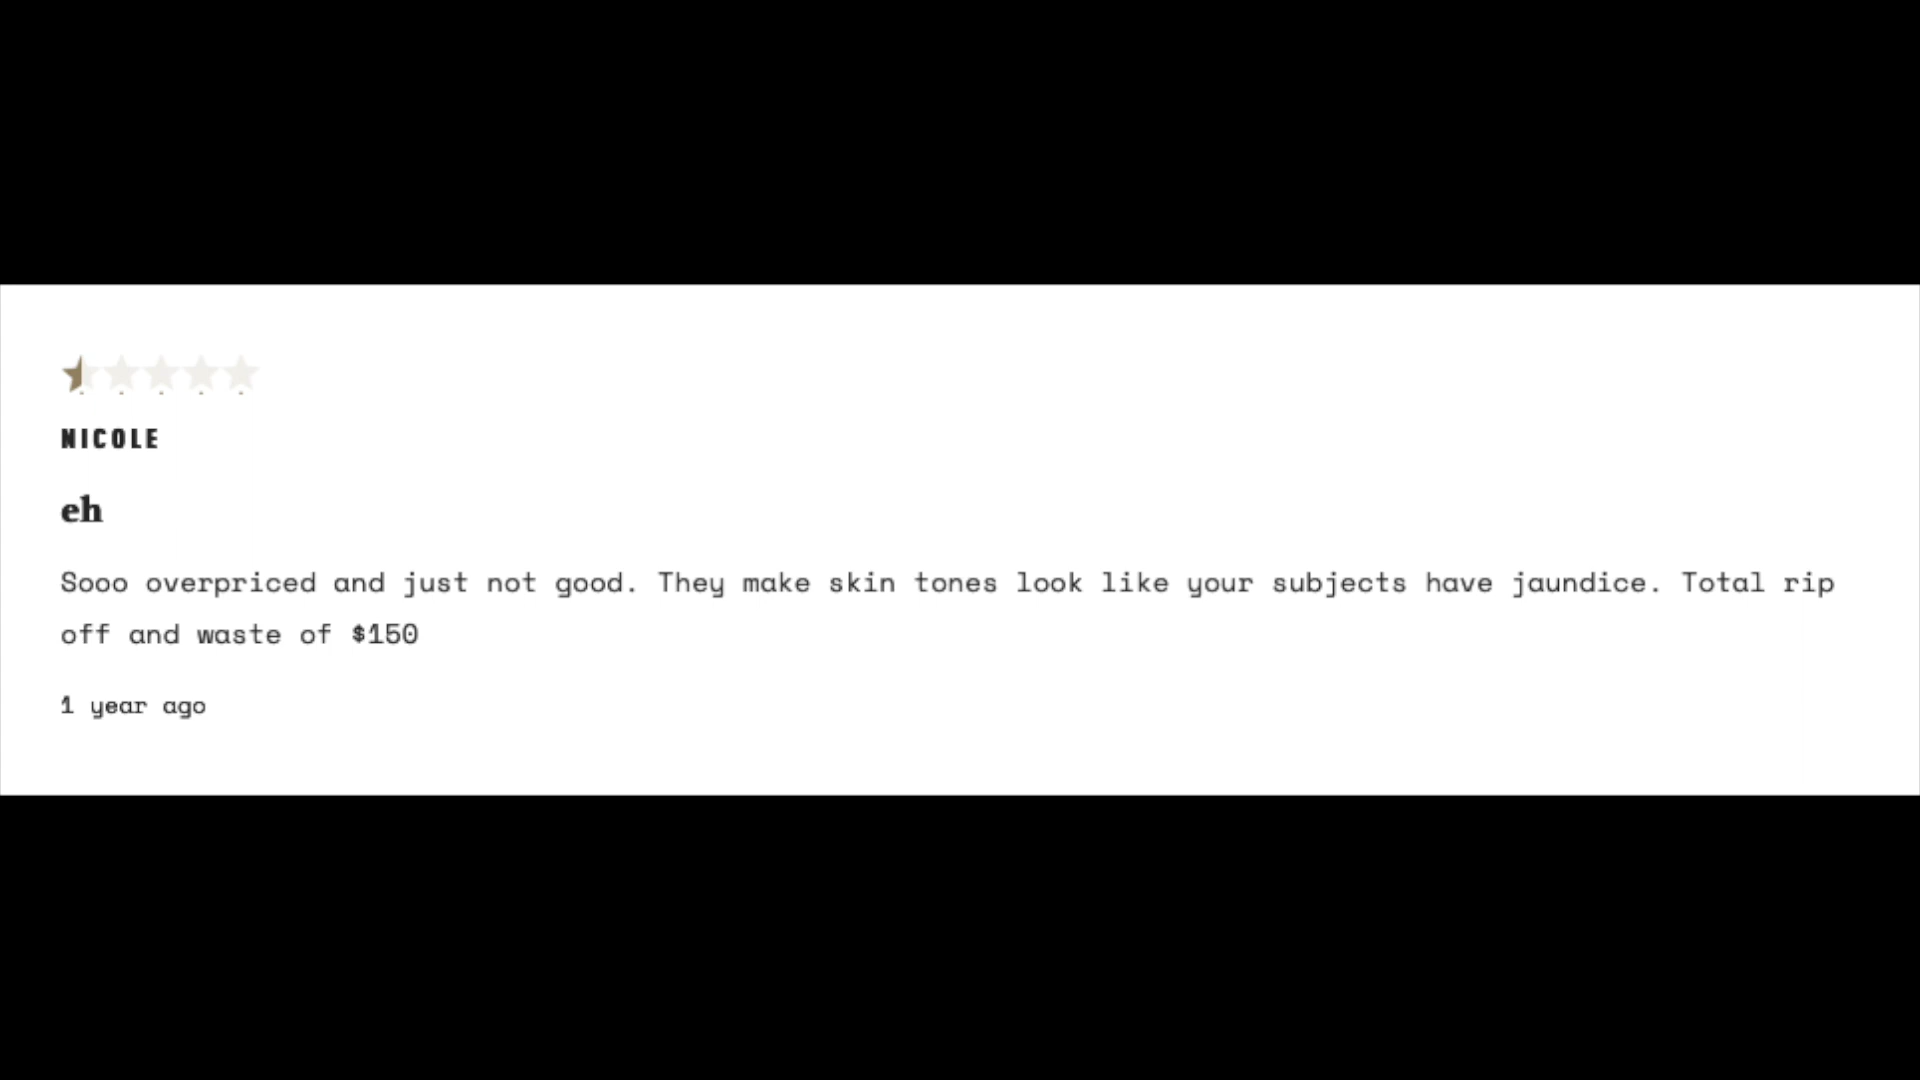 NICOLE
eh
Sooo overpriced and just not good. They make skin tones look like your subjects have jaundice. Total rip
off and waste of $150
1 year ago